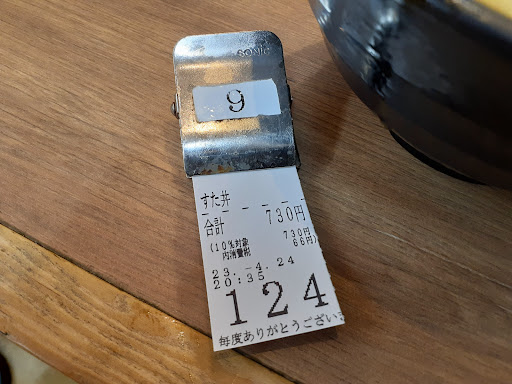 SONIC
9
すた丼
合計 730円
(10%対象 730円
内消費税 66円)
23.-4.24
20:35
124
毎度ありがとうござい